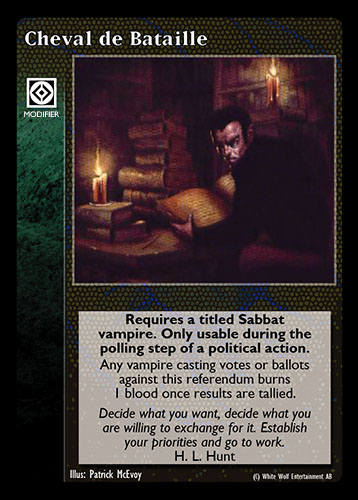 Cheval de Bataille
MODIFIER
Requires a titled Sabbat
vampire. Only usable during the
polling step of a political action.
Any vampire casting votes or ballots
against this referendum burns
1 blood once results are tallied.
Decide what you want, decide what you
are willing to exchange for it. Establish
your priorities and go to work.
H. L. Hunt
Illus: Patrick McEvoy
(C) White Wolf Entertainment AB